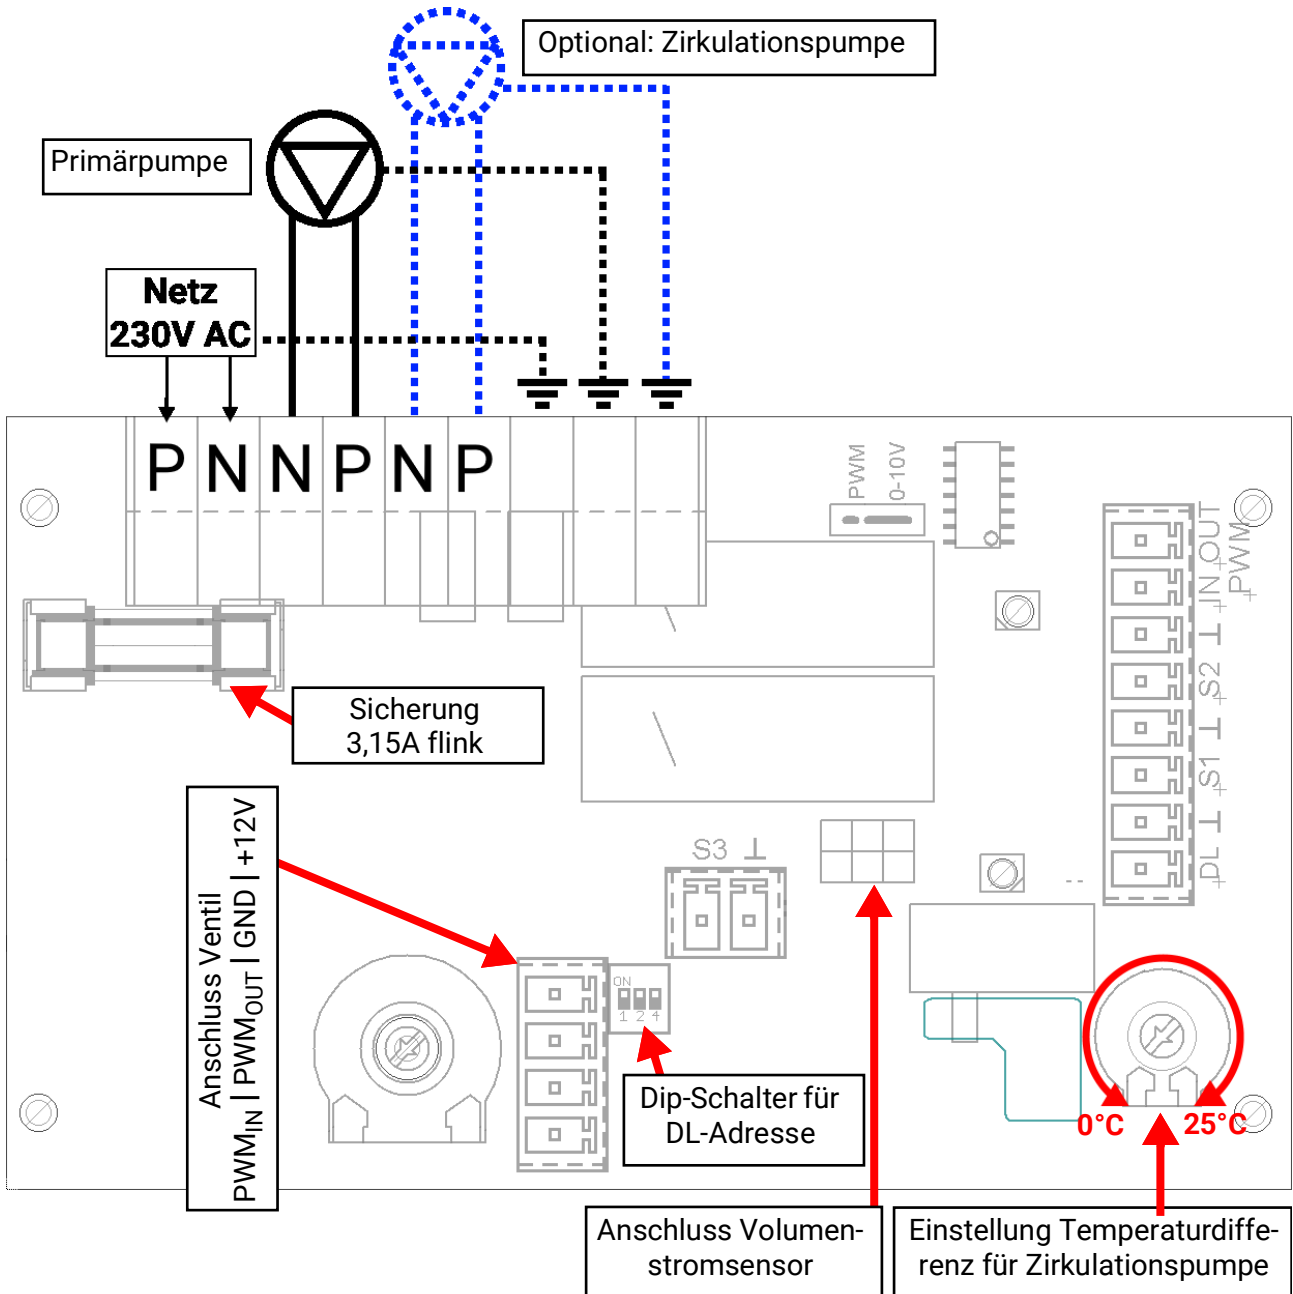 Optional: Zirkulationspumpe
Primärpumpe
Netz
230V AC
P N N P N P
PWM
0-10V
OUT
IN
PWM
⊥
S2
⊥
S1
⊥
DL
Sicherung
3,15A flink
Anschluss Ventil
PWM_IN | PWM_OUT | GND | +12V
S3 ⊥
ON
1 2 4
Dip-Schalter für
DL-Adresse
0°C
25°C
Anschluss Volumen-
stromsensor
Einstellung Temperaturdiffe-
renz für Zirkulationspumpe